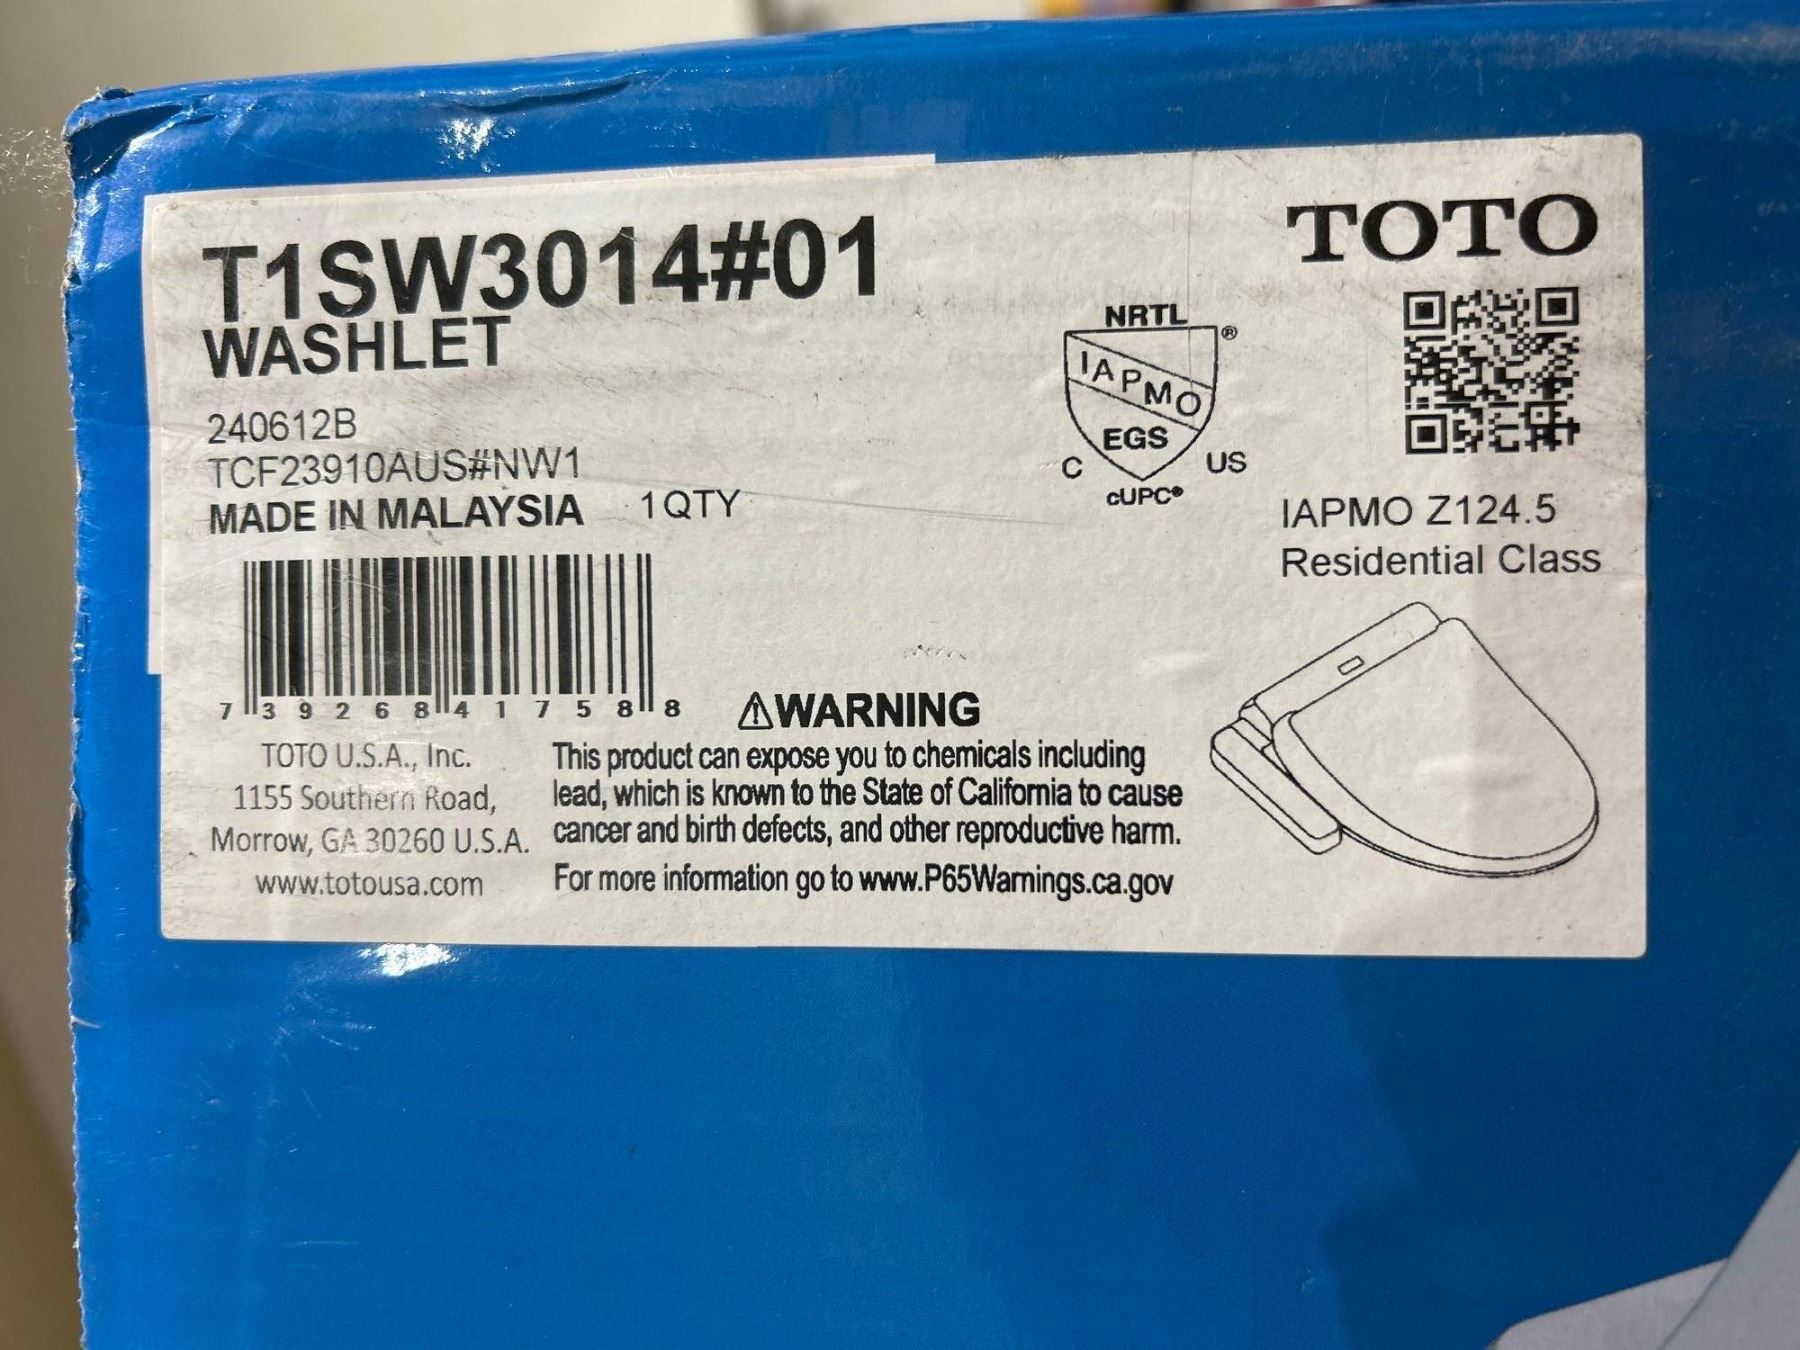 T1SW3014#01
WASHLET
240612B
TCF23910AUS#NW1
MADE IN MALAYSIA 1 QTY
7 39268 41758 8
TOTO U.S.A., Inc.
1155 Southern Road,
Morrow, GA 30260 U.S.A.
www.totousa.com
⚠WARNING
This product can expose you to chemicals including
lead, which is known to the State of California to cause
cancer and birth defects, and other reproductive harm.
For more information go to www.P65Warnings.ca.gov
NRTL
®
IAPMO
EGS
C US
cUPC®
TOTO
IAPMO Z124.5
Residential Class